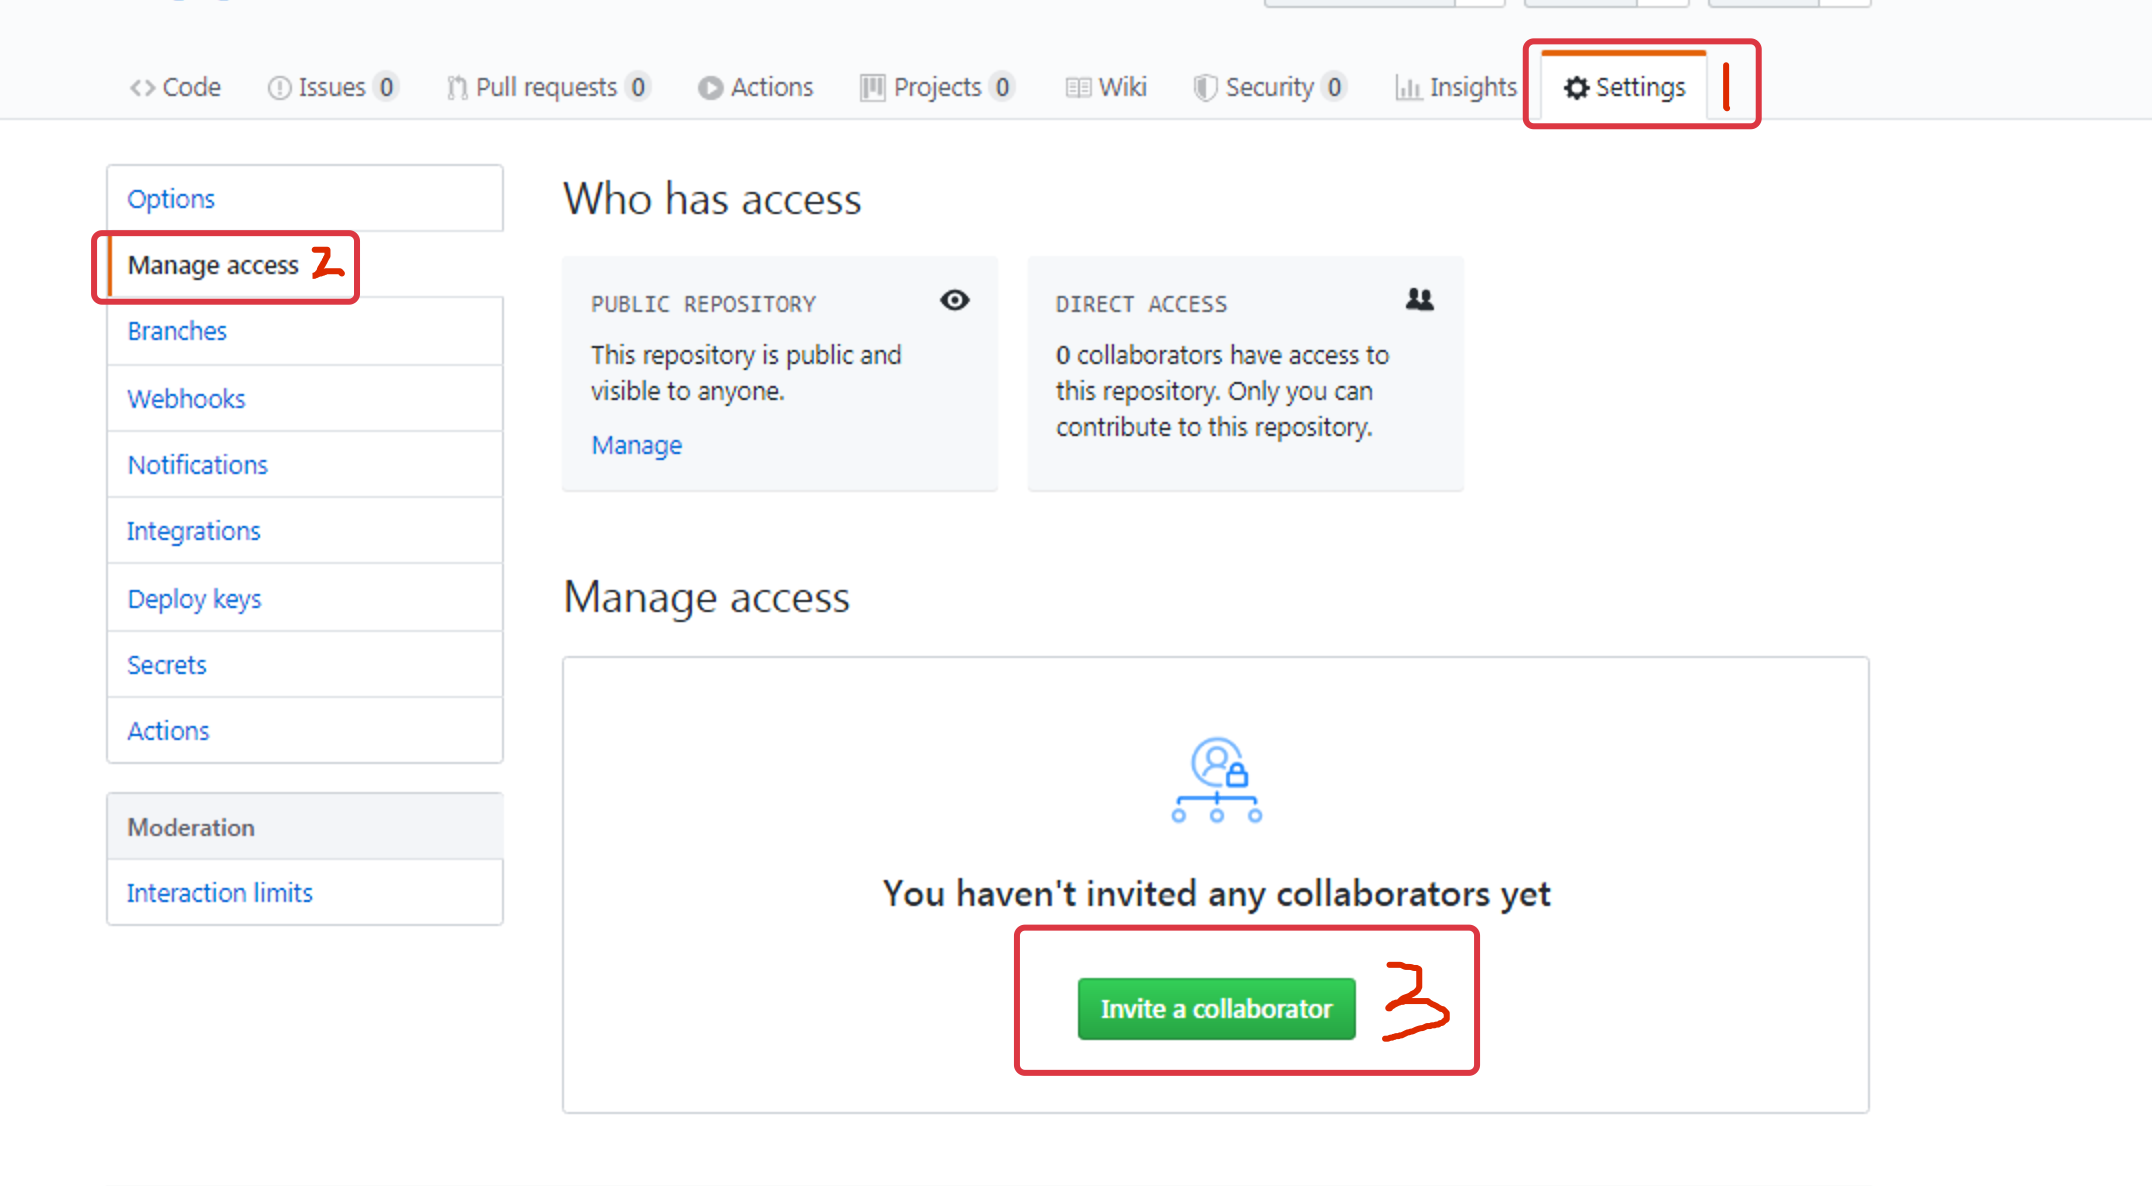 Code Issues 0 Pull requests 0 Actions Projects 0 Wiki Security 0 Insights Settings 1
Options
Manage access 2
Branches
Webhooks
Notifications
Integrations
Deploy keys
Secrets
Actions
Moderation
Interaction limits
Who has access
PUBLIC REPOSITORY
This repository is public and
visible to anyone.
Manage
DIRECT ACCESS
0 collaborators have access to
this repository. Only you can
contribute to this repository.
Manage access
You haven't invited any collaborators yet
Invite a collaborator 3